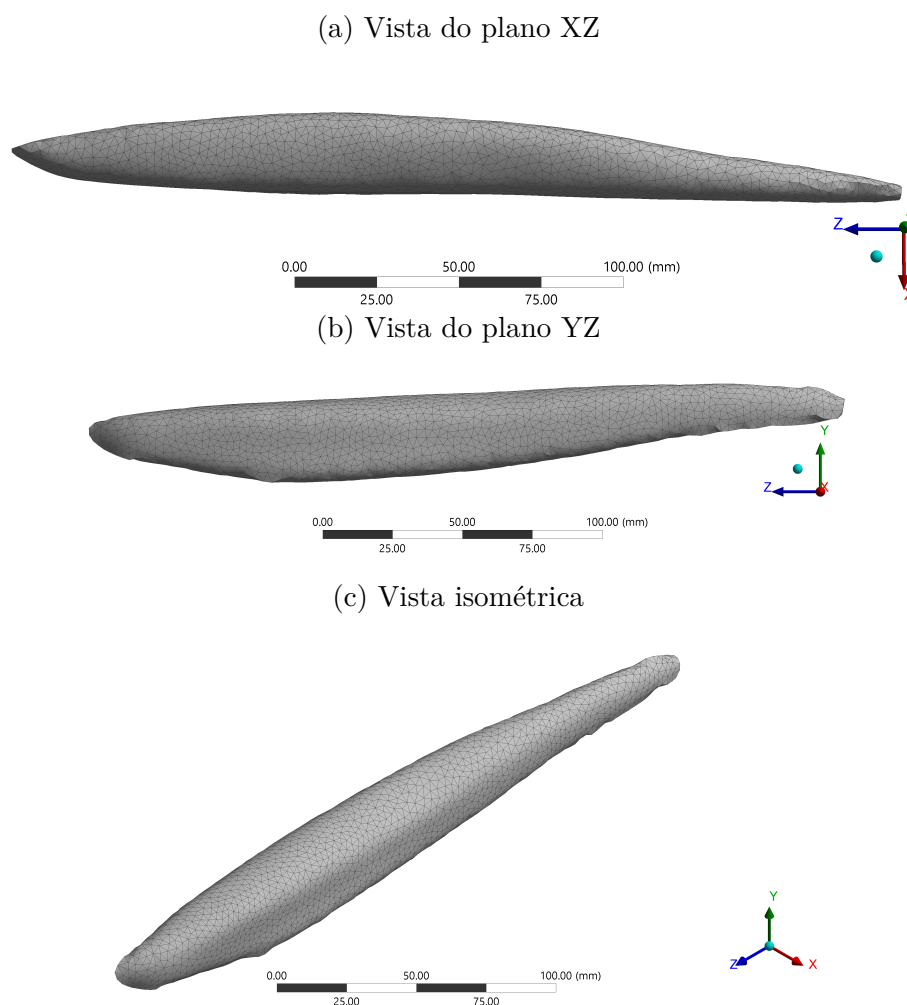 (a) Vista do plano XZ
Z
X
0.00 50.00 100.00 (mm)
25.00 75.00
(b) Vista do plano YZ
Y
Z X
0.00 50.00 100.00 (mm)
25.00 75.00
(c) Vista isométrica
Y
Z X
0.00 50.00 100.00 (mm)
25.00 75.00